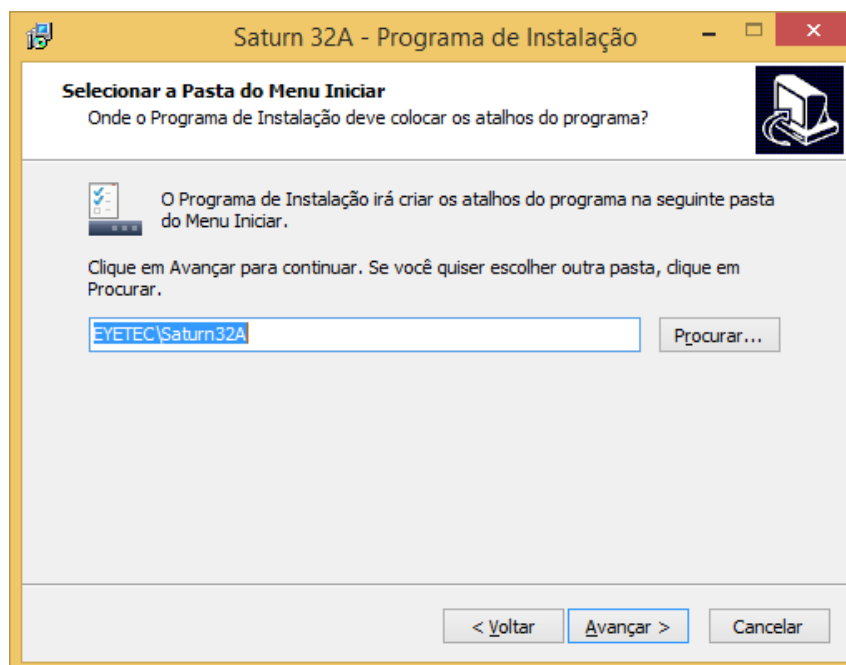 Saturn 32A - Programa de Instalação
Selecionar a Pasta do Menu Iniciar
Onde o Programa de Instalação deve colocar os atalhos do programa?
O Programa de Instalação irá criar os atalhos do programa na seguinte pasta
do Menu Iniciar.
Clique em Avançar para continuar. Se você quiser escolher outra pasta, clique em
Procurar.
EYETEC\Saturn32A
Procurar...
< Voltar
Avançar >
Cancelar